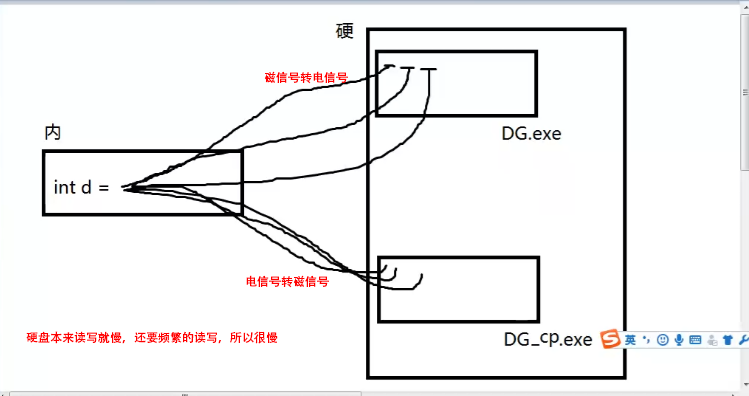 硬
磁信号转电信号
DG.exe
内
int d =
电信号转磁信号
硬盘本来读写就慢，还要频繁的读写，所以很慢
DG_cp.exe
S 英